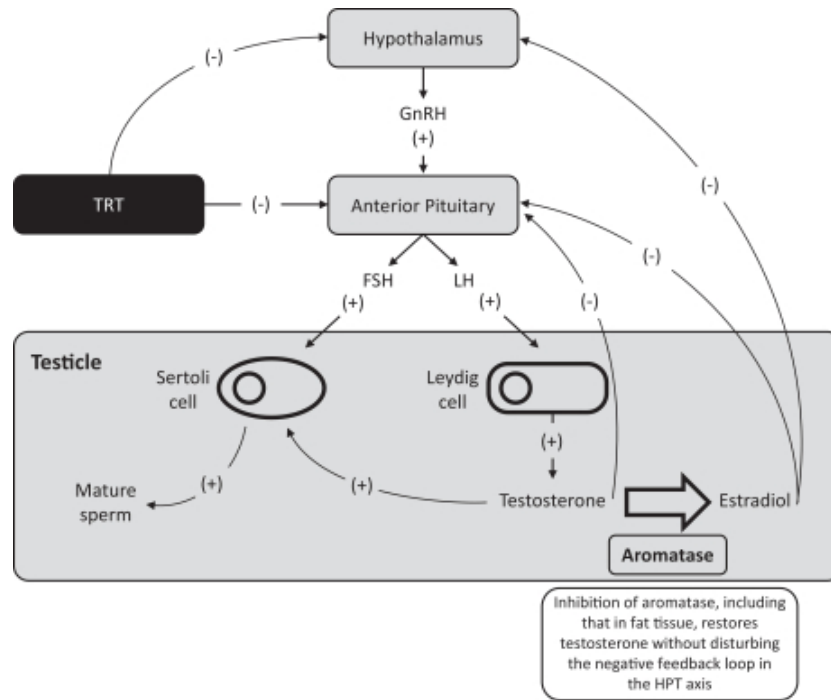 Hypothalamus
(-)
GnRH
(+)
(-)
TRT
(-)
Anterior Pituitary
(-)
FSH
LH
(+)
(+)
(-)
Testicle
Sertoli
cell
Leydig
cell
(+)
(+)
(+)
Mature
sperm
Testosterone
Estradiol
Aromatase
Inhibition of aromatase, including
that in fat tissue, restores
testosterone without disturbing
the negative feedback loop in
the HPT axis